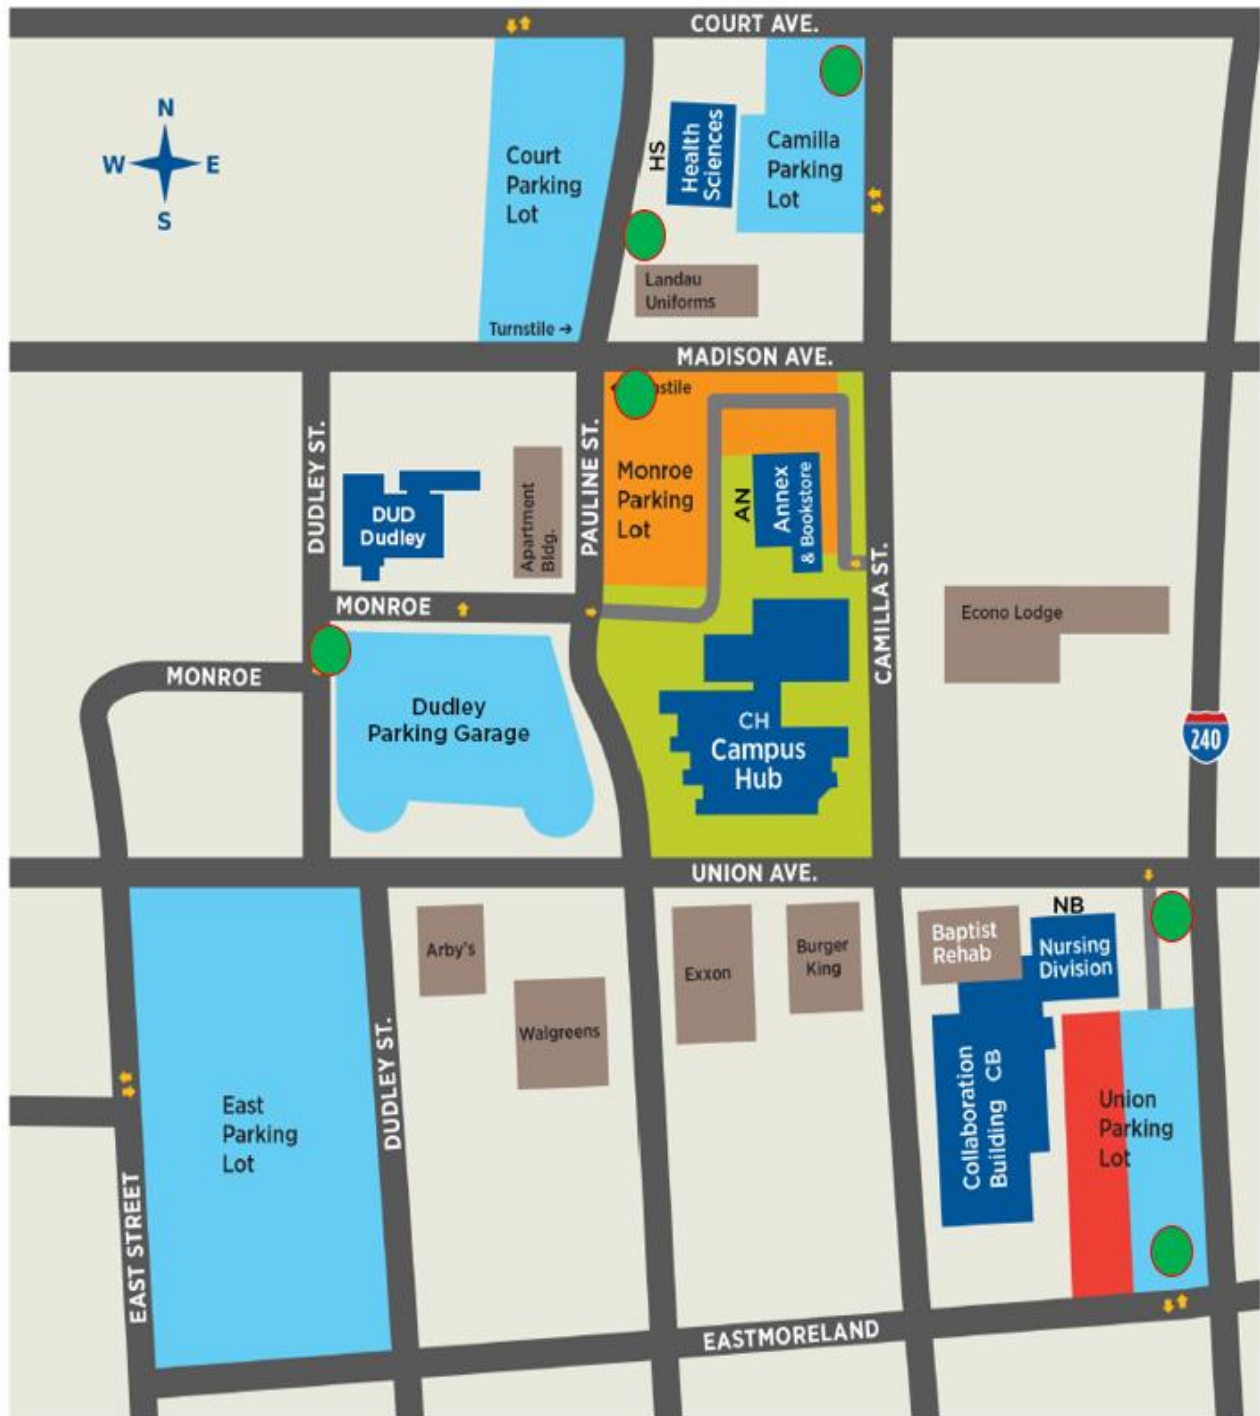 COURT AVE.
N
W E
S
Court
Parking
Lot
HS
Health
Sciences
Camilla
Parking
Lot
Landau
Uniforms
Turnstile →
MADISON AVE.
DUDLEY ST.
DUD
Dudley
Apartment
Bldg.
PAULINE ST.
Monroe
Parking
Lot
AN
Annex
& Bookstore
CAMILLA ST.
MONROE
Econo Lodge
MONROE
Dudley
Parking Garage
CH
Campus
Hub
240
UNION AVE.
Arby's
Walgreens
Exxon
Burger
King
Baptist
Rehab
NB
Nursing
Division
Collaboration
Building CB
Union
Parking
Lot
East
Parking
Lot
DUDLEY ST.
EAST STREET
EASTMORELAND